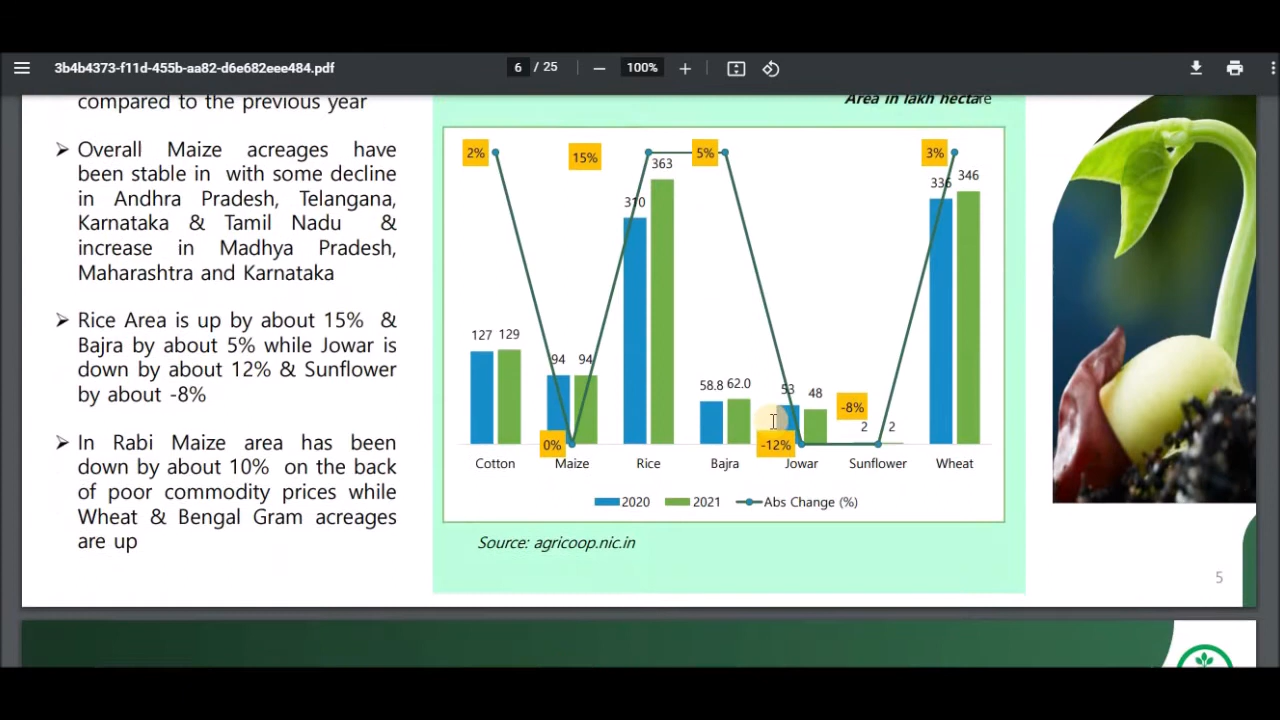 3b4b4373-f11d-455b-aa82-d6e682eee484.pdf
6 / 25
100%
compared to the previous year
➢ Overall Maize acreages have
been stable in with some decline
in Andhra Pradesh, Telangana,
Karnataka & Tamil Nadu &
increase in Madhya Pradesh,
Maharashtra and Karnataka
➢ Rice Area is up by about 15% &
Bajra by about 5% while Jowar is
down by about 12% & Sunflower
by about -8%
➢ In Rabi Maize area has been
down by about 10% on the back
of poor commodity prices while
Wheat & Bengal Gram acreages
are up
Area in lakh hectare
2% 15% 5% 3%
363
336 346
310
127 129
94 94
58.8 62.0
53 48
-8%
2 2
0% -12%
Cotton Maize Rice Bajra Jowar Sunflower Wheat
2020 2021 Abs Change (%)
Source: agricoop.nic.in
5